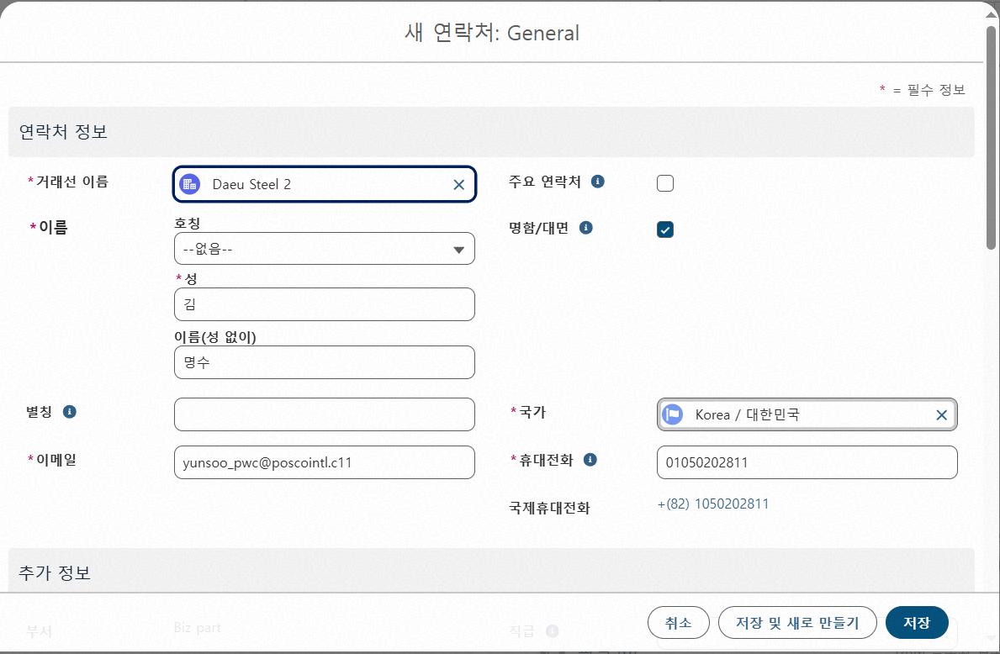 새 연락처: General
* = 필수 정보
연락처 정보
*거래선 이름
Daeu Steel 2
주요 연락처
*이름
호칭
--없음--
명함/대면
*성
김
이름(성 없이)
명수
별칭
*국가
Korea / 대한민국
*이메일
yunsoo_pwc@poscointl.c11
*휴대전화
01050202811
국제휴대전화
+(82) 1050202811
추가 정보
부서
Biz part
직급
취소
저장 및 새로 만들기
저장